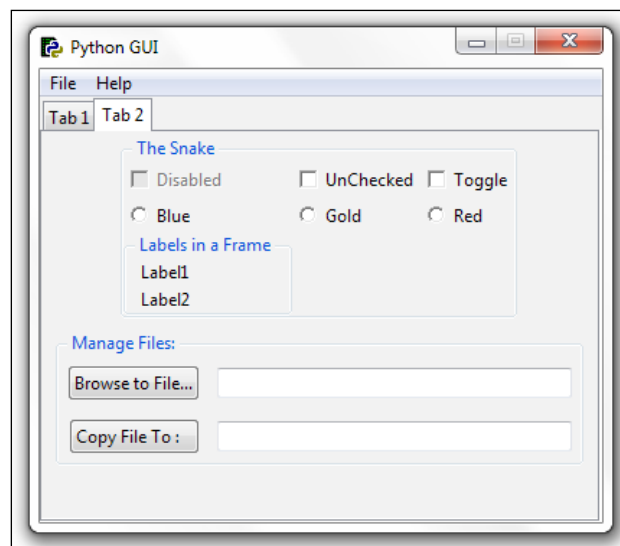 Python GUI
File Help
Tab 1 Tab 2
The Snake
Disabled UnChecked Toggle
Blue Gold Red
Labels in a Frame
Label1
Label2
Manage Files:
Browse to File...
Copy File To :